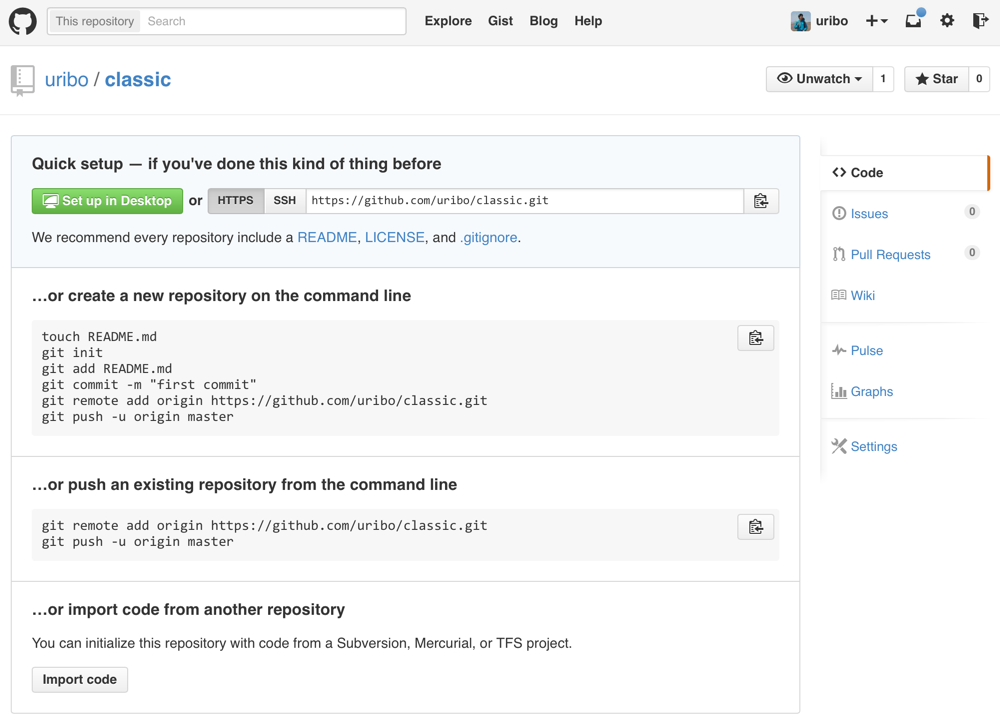 This repository Search Explore Gist Blog Help uribo
uribo / classic Unwatch 1 Star 0
Quick setup — if you've done this kind of thing before
Set up in Desktop or HTTPS SSH https://github.com/uribo/classic.git
We recommend every repository include a README, LICENSE, and .gitignore.
…or create a new repository on the command line
touch README.md
git init
git add README.md
git commit -m "first commit"
git remote add origin https://github.com/uribo/classic.git
git push -u origin master
…or push an existing repository from the command line
git remote add origin https://github.com/uribo/classic.git
git push -u origin master
…or import code from another repository
You can initialize this repository with code from a Subversion, Mercurial, or TFS project.
Import code
Code
Issues 0
Pull Requests 0
Wiki
Pulse
Graphs
Settings